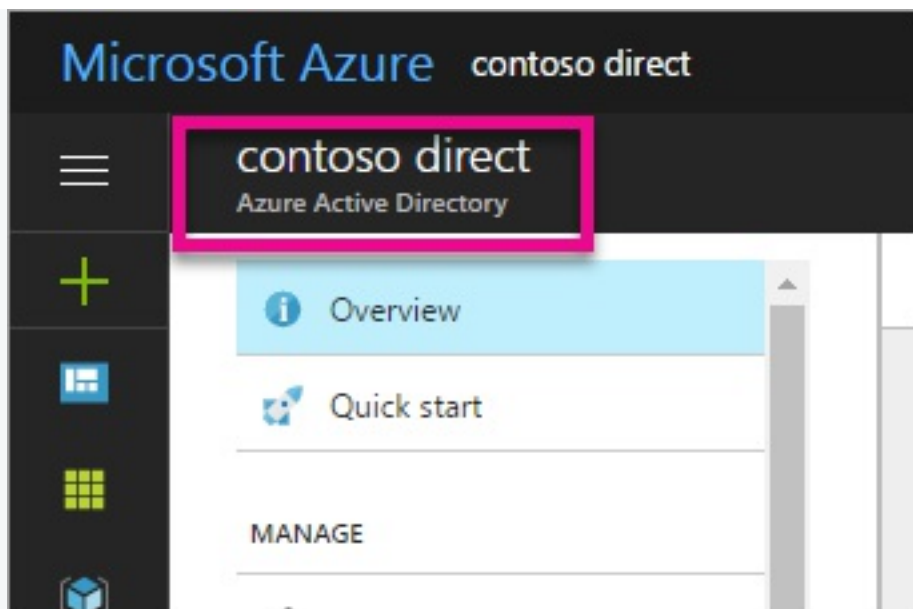 Microsoft Azure contoso direct
contoso direct
Azure Active Directory
Overview
Quick start
MANAGE